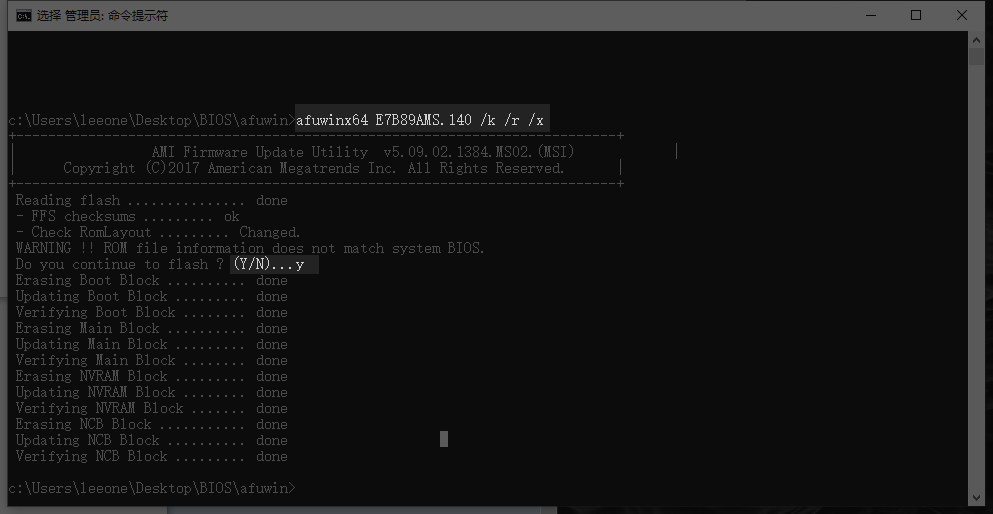 选择 管理员: 命令提示符
c:\Users\leeone\Desktop\BIOS\afuwin>afuwinx64 E7B89AMS.140 /k /r /x
+---------------------------------------------------------------------------+
| AMI Firmware Update Utility v5.09.02.1384.MS02.(MSI) |
| Copyright (C)2017 American Megatrends Inc. All Rights Reserved. |
+---------------------------------------------------------------------------+
Reading flash ............... done
- FFS checksums ......... ok
- Check RomLayout ......... Changed.
WARNING !! ROM file information does not match system BIOS.
Do you continue to flash ? (Y/N)...y
Erasing Boot Block .......... done
Updating Boot Block ......... done
Verifying Boot Block ........ done
Erasing Main Block .......... done
Updating Main Block ......... done
Verifying Main Block ........ done
Erasing NVRAM Block ......... done
Updating NVRAM Block ........ done
Verifying NVRAM Block ....... done
Erasing NCB Block ........... done
Updating NCB Block .......... done
Verifying NCB Block ......... done
c:\Users\leeone\Desktop\BIOS\afuwin>